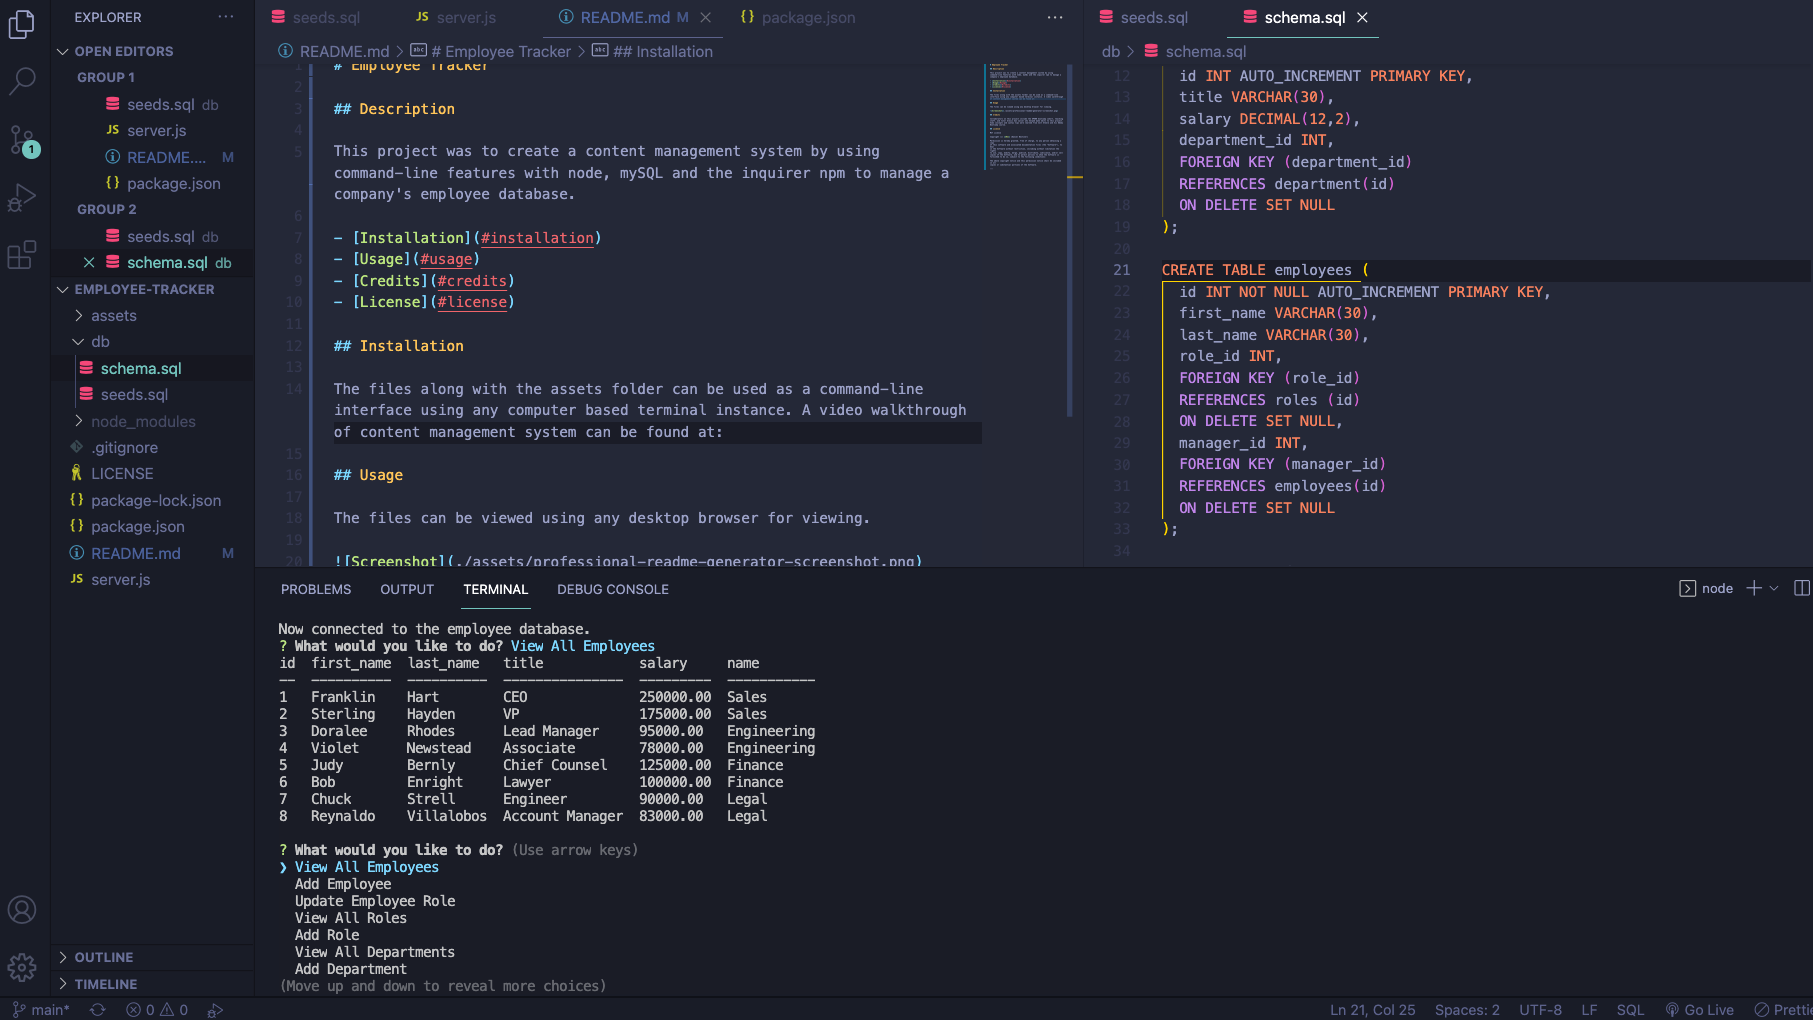 EXPLORER
OPEN EDITORS
GROUP 1
seeds.sql db
JS server.js
README.... M
{} package.json
GROUP 2
seeds.sql db
schema.sql db
EMPLOYEE-TRACKER
assets
db
schema.sql
seeds.sql
node_modules
.gitignore
LICENSE
{} package-lock.json
{} package.json
README.md M
JS server.js
OUTLINE
TIMELINE
1
seeds.sql JS server.js README.md M {} package.json
README.md > # Employee Tracker > ## Installation
1 # Employee Tracker
2
3 ## Description
4
5 This project was to create a content management system by using
command-line features with node, mySQL and the inquirer npm to manage a
company's employee database.
6
7 - [Installation](#installation)
8 - [Usage](#usage)
9 - [Credits](#credits)
10 - [License](#license)
11
12 ## Installation
13
14 The files along with the assets folder can be used as a command-line
interface using any computer based terminal instance. A video walkthrough
of content management system can be found at:
15
16 ## Usage
17
18 The files can be viewed using any desktop browser for viewing.
19
20 ![Screenshot](./assets/professional-readme-generator-screenshot.png)
seeds.sql schema.sql
db > schema.sql
12 id INT AUTO_INCREMENT PRIMARY KEY,
13 title VARCHAR(30),
14 salary DECIMAL(12,2),
15 department_id INT,
16 FOREIGN KEY (department_id)
17 REFERENCES department(id)
18 ON DELETE SET NULL
19 );
20
21 CREATE TABLE employees (
22 id INT NOT NULL AUTO_INCREMENT PRIMARY KEY,
23 first_name VARCHAR(30),
24 last_name VARCHAR(30),
25 role_id INT,
26 FOREIGN KEY (role_id)
27 REFERENCES roles (id)
28 ON DELETE SET NULL,
29 manager_id INT,
30 FOREIGN KEY (manager_id)
31 REFERENCES employees(id)
32 ON DELETE SET NULL
33 );
34
PROBLEMS OUTPUT TERMINAL DEBUG CONSOLE node
Now connected to the employee database.
? What would you like to do? View All Employees
id first_name last_name title salary name
-- ---------- ---------- --------------- --------- -----------
1 Franklin Hart CEO 250000.00 Sales
2 Sterling Hayden VP 175000.00 Sales
3 Doralee Rhodes Lead Manager 95000.00 Engineering
4 Violet Newstead Associate 78000.00 Engineering
5 Judy Bernly Chief Counsel 125000.00 Finance
6 Bob Enright Lawyer 100000.00 Finance
7 Chuck Strell Engineer 90000.00 Legal
8 Reynaldo Villalobos Account Manager 83000.00 Legal
? What would you like to do? (Use arrow keys)
❯ View All Employees
Add Employee
Update Employee Role
View All Roles
Add Role
View All Departments
Add Department
(Move up and down to reveal more choices)
main* 0 0 Ln 21, Col 25 Spaces: 2 UTF-8 LF SQL Go Live Pretti